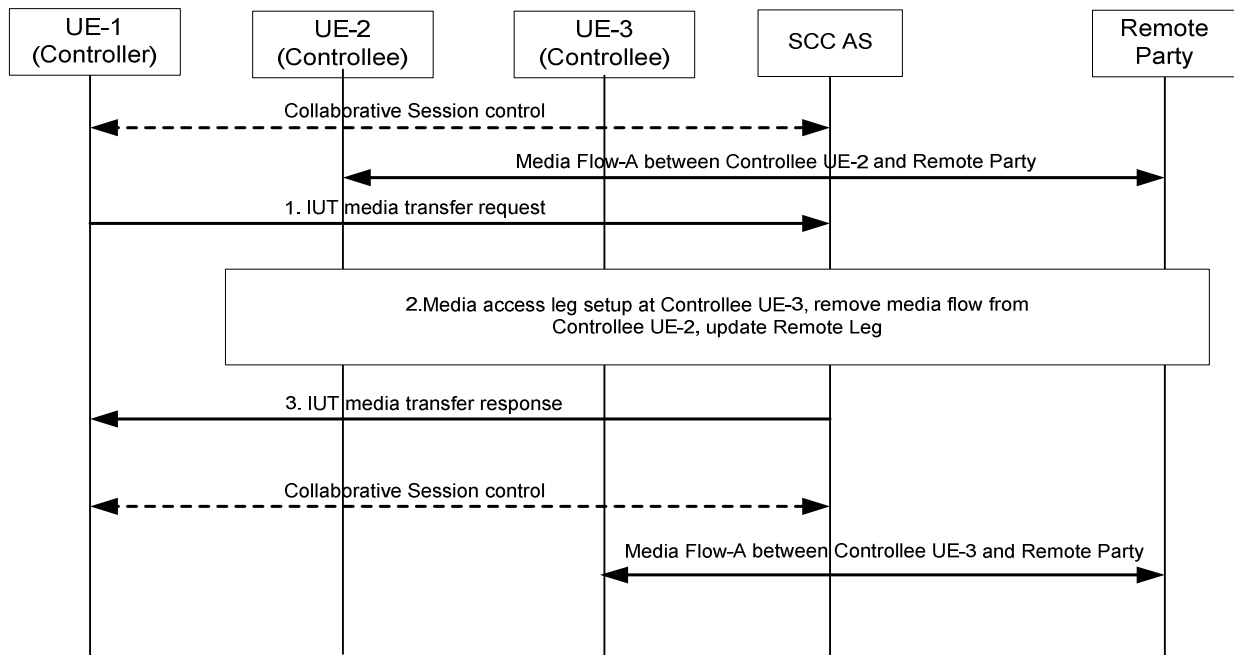 UE-1
(Controller)
UE-2
(Controllee)
UE-3
(Controllee)
SCC AS
Remote
Party
Collaborative Session control
Media Flow-A between Controllee UE-2 and Remote Party
1. IUT media transfer request
2.Media access leg setup at Controllee UE-3, remove media flow from
Controllee UE-2, update Remote Leg
3. IUT media transfer response
Collaborative Session control
Media Flow-A between Controllee UE-3 and Remote Party